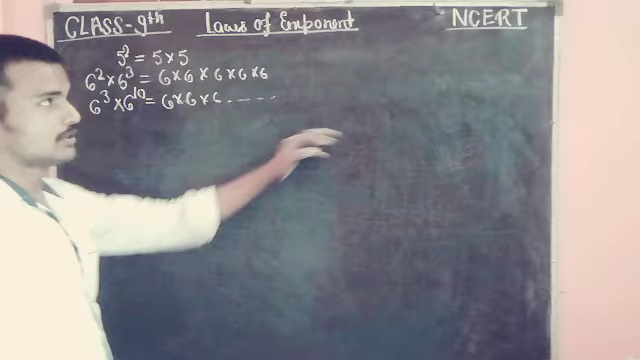 CLASS-9th Laws of Exponent NCERT
5² = 5×5
6² × 6³ = 6×6×6×6×6
6³ × 6¹⁰ = 6×6×6.----